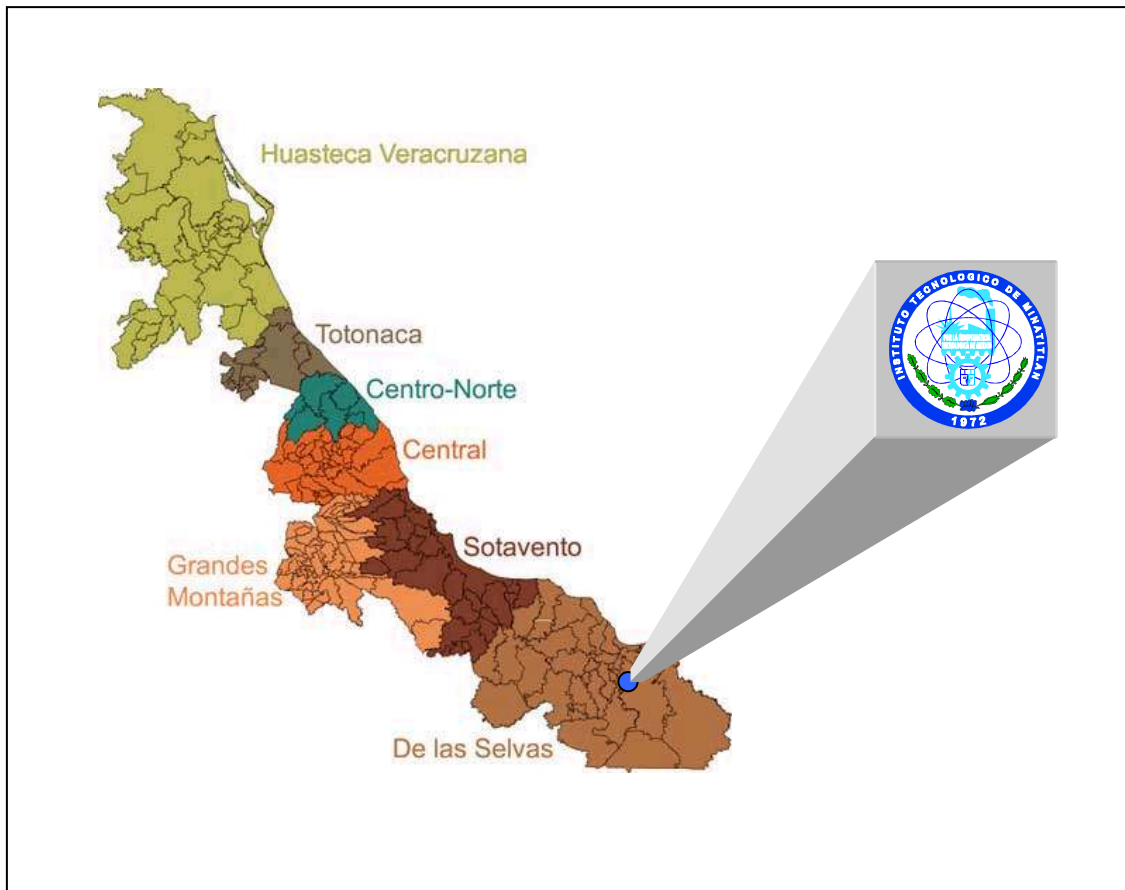 Huasteca Veracruzana
Totonaca
Centro-Norte
Central
Sotavento
Grandes
Montañas
De las Selvas
INSTITUTO TECNOLOGICO DE MINATITLAN
1972